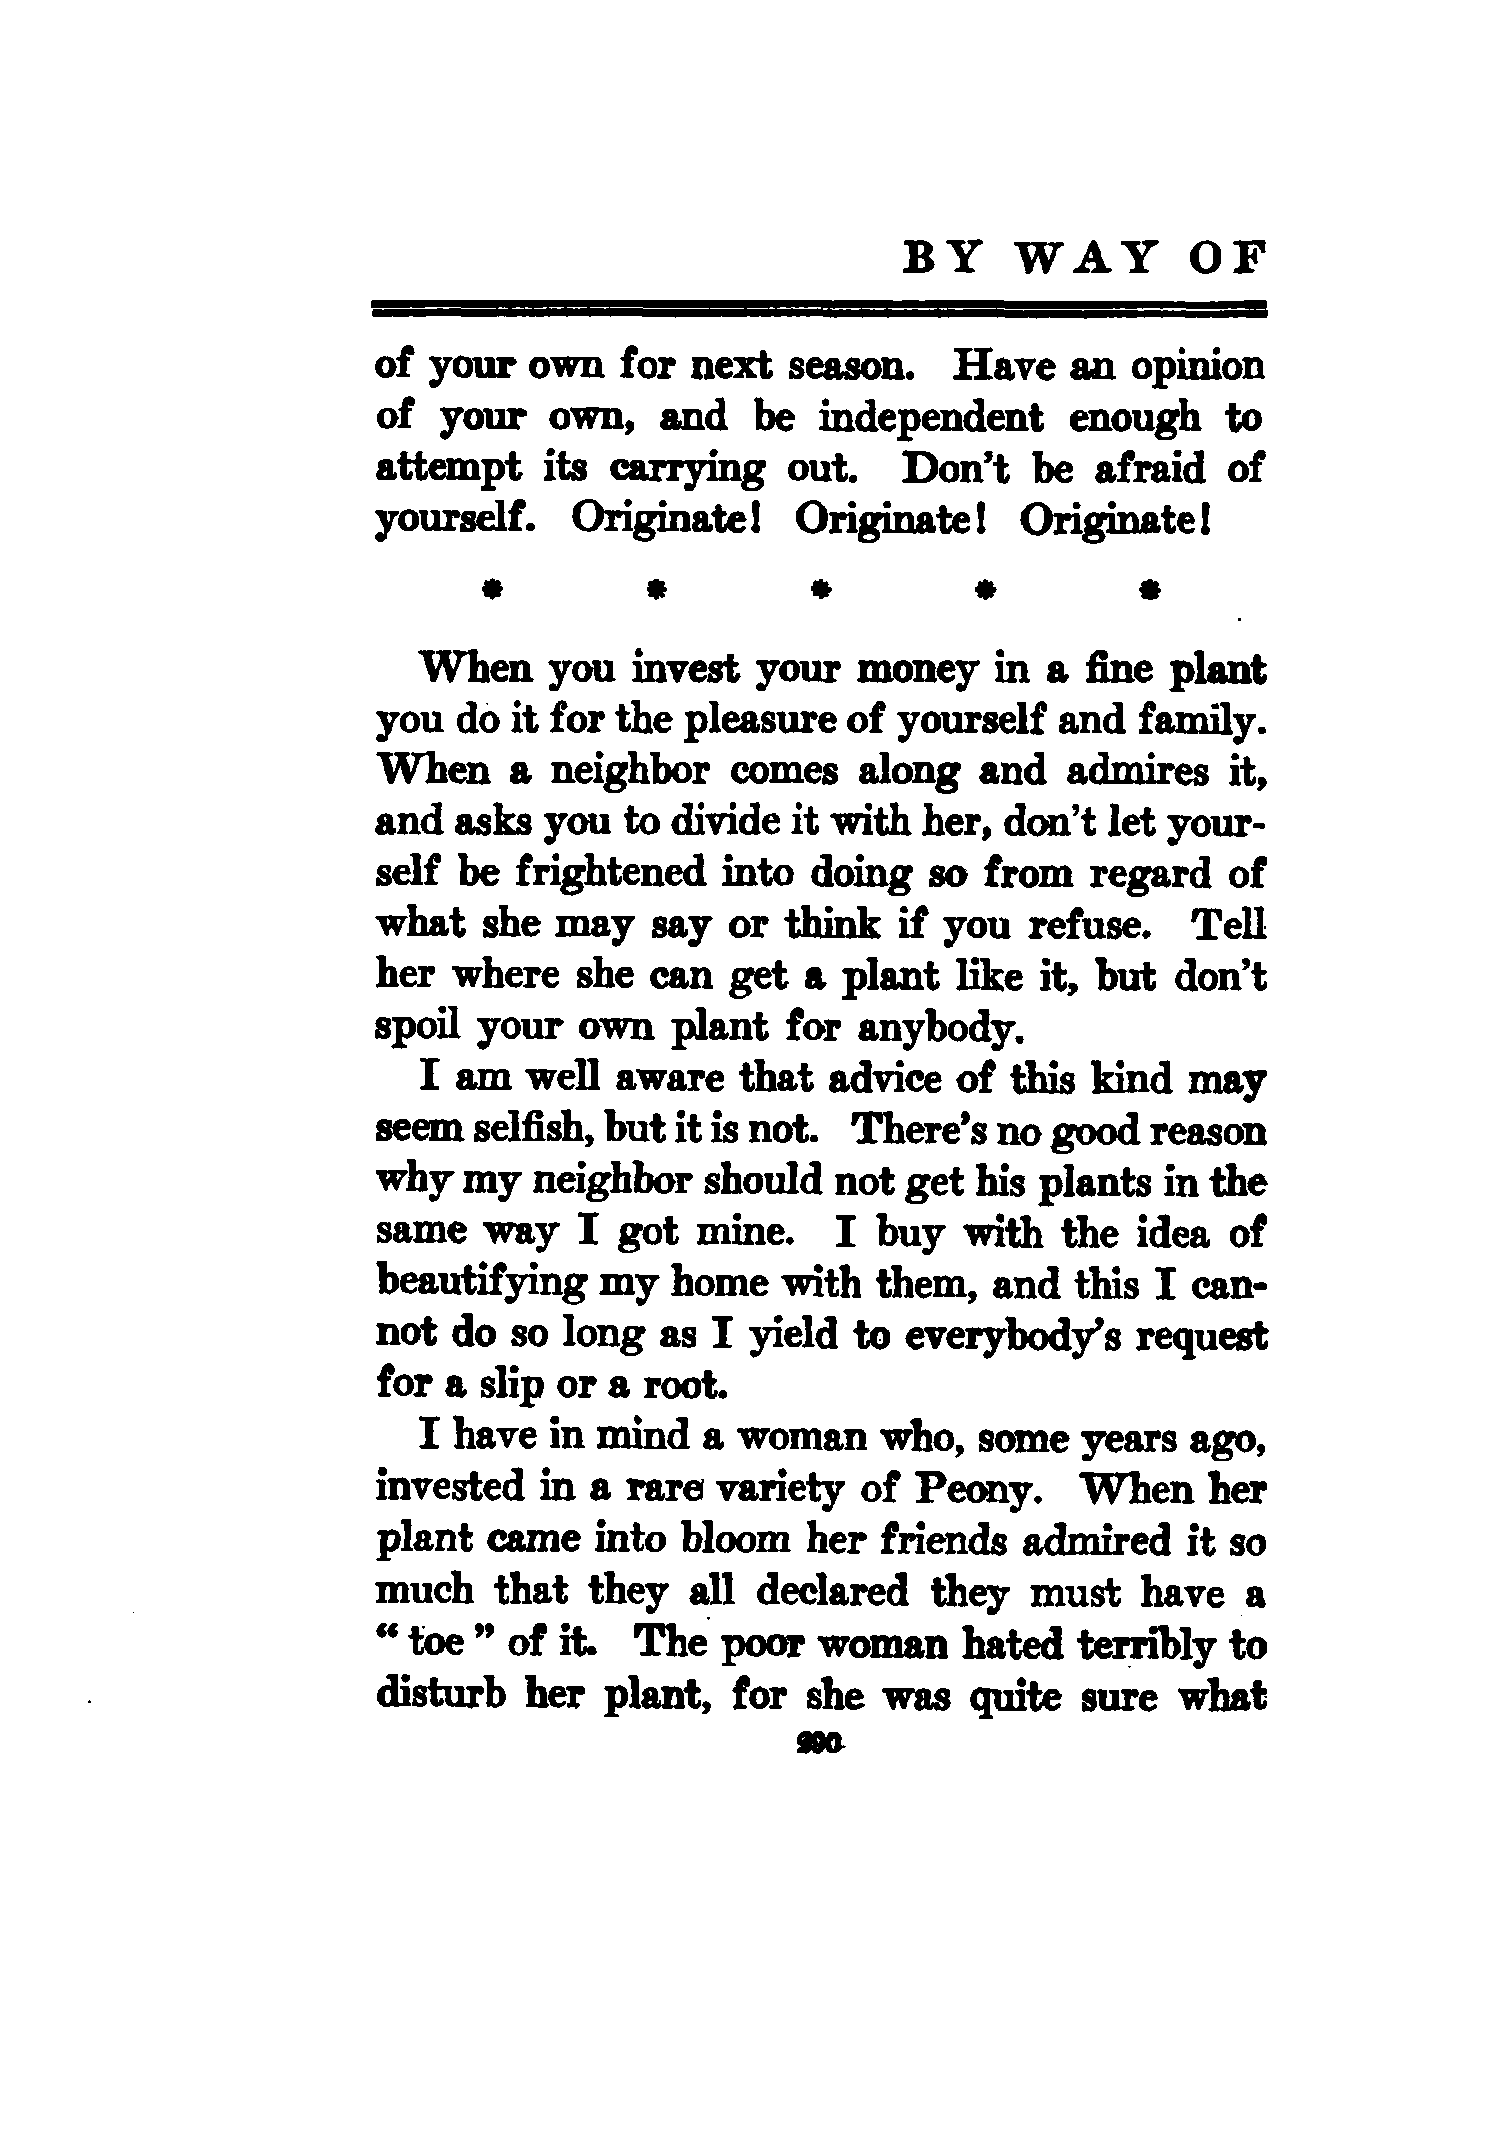 BY WAY OF
of your own for next season. Have an opinion
of your own, and be independent enough to
attempt its carrying out. Don't be afraid of
yourself. Originate! Originate! Originate!
* * * * *
When you invest your money in a fine plant
you do it for the pleasure of yourself and family.
When a neighbor comes along and admires it,
and asks you to divide it with her, don't let your-
self be frightened into doing so from regard of
what she may say or think if you refuse. Tell
her where she can get a plant like it, but don't
spoil your own plant for anybody.
I am well aware that advice of this kind may
seem selfish, but it is not. There's no good reason
why my neighbor should not get his plants in the
same way I got mine. I buy with the idea of
beautifying my home with them, and this I can-
not do so long as I yield to everybody's request
for a slip or a root.
I have in mind a woman who, some years ago,
invested in a rare variety of Peony. When her
plant came into bloom her friends admired it so
much that they all declared they must have a
" toe " of it. The poor woman hated terribly to
disturb her plant, for she was quite sure what
290